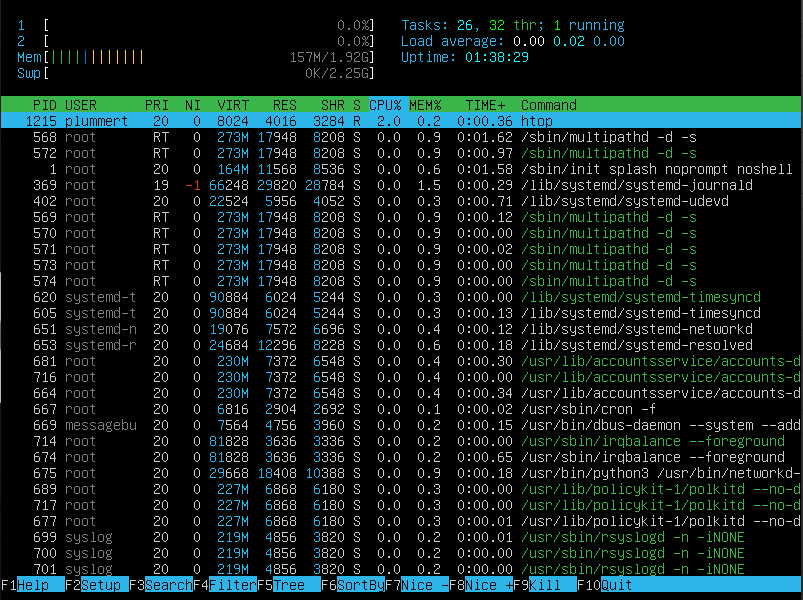 1 [ 0.0%] Tasks: 26, 32 thr; 1 running
2 [ 0.0%] Load average: 0.00 0.02 0.00
Mem[|||||||||||| 157M/1.92G] Uptime: 01:38:29
Swp[ 0K/2.25G]
PID USER PRI NI VIRT RES SHR S CPU% MEM% TIME+ Command
1215 plummert 20 0 8024 4016 3284 R 2.0 0.2 0:00.36 htop
568 root RT 0 273M 17948 8208 S 0.0 0.9 0:01.62 /sbin/multipathd -d -s
572 root RT 0 273M 17948 8208 S 0.0 0.9 0:00.97 /sbin/multipathd -d -s
1 root 20 0 164M 11568 8536 S 0.0 0.6 0:01.58 /sbin/init splash noprompt noshell
369 root 19 -1 66248 29820 28784 S 0.0 1.5 0:00.29 /lib/systemd/systemd-journald
402 root 20 0 22524 5956 4052 S 0.0 0.3 0:00.71 /lib/systemd/systemd-udevd
569 root RT 0 273M 17948 8208 S 0.0 0.9 0:00.12 /sbin/multipathd -d -s
570 root RT 0 273M 17948 8208 S 0.0 0.9 0:00.00 /sbin/multipathd -d -s
571 root RT 0 273M 17948 8208 S 0.0 0.9 0:00.02 /sbin/multipathd -d -s
573 root RT 0 273M 17948 8208 S 0.0 0.9 0:00.00 /sbin/multipathd -d -s
574 root RT 0 273M 17948 8208 S 0.0 0.9 0:00.00 /sbin/multipathd -d -s
620 systemd-t 20 0 90884 6024 5244 S 0.0 0.3 0:00.00 /lib/systemd/systemd-timesyncd
605 systemd-t 20 0 90884 6024 5244 S 0.0 0.3 0:00.13 /lib/systemd/systemd-timesyncd
651 systemd-n 20 0 19076 7572 6696 S 0.0 0.4 0:00.12 /lib/systemd/systemd-networkd
653 systemd-r 20 0 24684 12296 8228 S 0.0 0.6 0:00.18 /lib/systemd/systemd-resolved
681 root 20 0 230M 7372 6548 S 0.0 0.4 0:00.30 /usr/lib/accountsservice/accounts-d
716 root 20 0 230M 7372 6548 S 0.0 0.4 0:00.00 /usr/lib/accountsservice/accounts-d
664 root 20 0 230M 7372 6548 S 0.0 0.4 0:00.34 /usr/lib/accountsservice/accounts-d
667 root 20 0 6816 2904 2692 S 0.0 0.1 0:00.02 /usr/sbin/cron -f
669 messagebu 20 0 7564 4756 3960 S 0.0 0.2 0:00.15 /usr/bin/dbus-daemon --system --add
714 root 20 0 81828 3636 3336 S 0.0 0.2 0:00.00 /usr/sbin/irqbalance --foreground
674 root 20 0 81828 3636 3336 S 0.0 0.2 0:00.65 /usr/sbin/irqbalance --foreground
675 root 20 0 29668 18408 10388 S 0.0 0.9 0:00.18 /usr/bin/python3 /usr/bin/networkd-
689 root 20 0 227M 6868 6180 S 0.0 0.3 0:00.00 /usr/lib/policykit-1/polkitd --no-d
717 root 20 0 227M 6868 6180 S 0.0 0.3 0:00.00 /usr/lib/policykit-1/polkitd --no-d
677 root 20 0 227M 6868 6180 S 0.0 0.3 0:00.01 /usr/lib/policykit-1/polkitd --no-d
699 syslog 20 0 219M 4856 3820 S 0.0 0.2 0:00.01 /usr/sbin/rsyslogd -n -iNONE
700 syslog 20 0 219M 4856 3820 S 0.0 0.2 0:00.00 /usr/sbin/rsyslogd -n -iNONE
701 syslog 20 0 219M 4856 3820 S 0.0 0.2 0:00.01 /usr/sbin/rsyslogd -n -iNONE
F1Help F2Setup F3SearchF4FilterF5Tree F6SortByF7Nice -F8Nice +F9Kill F10Quit